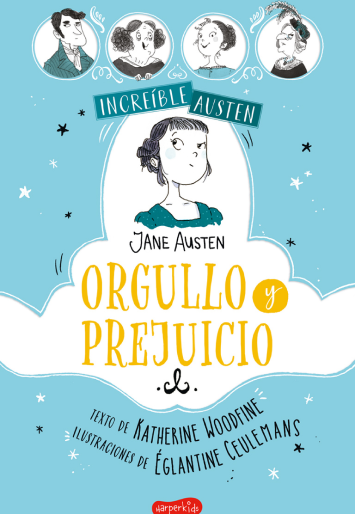 INCREÍBLE AUSTEN
JANE AUSTEN
ORGULLO y
PREJUICIO
TEXTO DE KATHERINE WOODFINE
ILUSTRACIONES DE ÉGLANTINE CEULEMANS
HarperKids